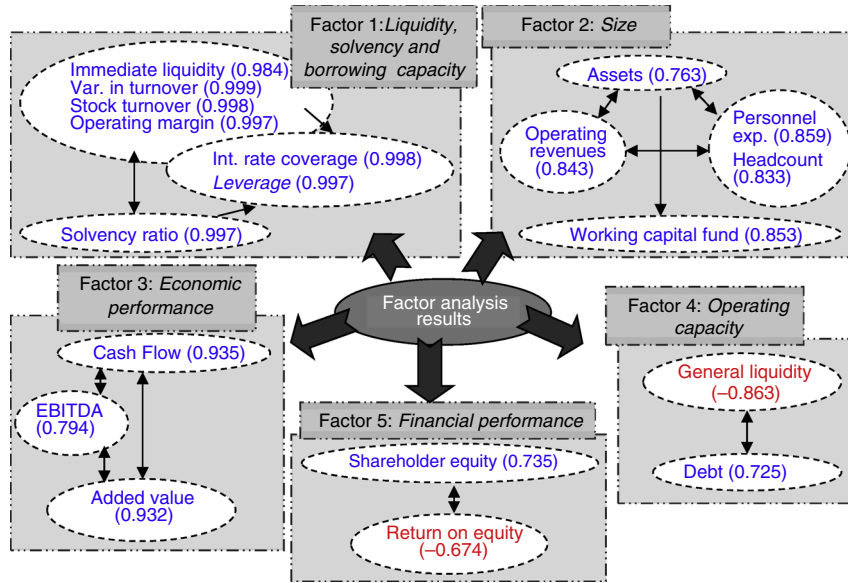 Factor 1:Liquidity,
solvency and
borrowing capacity
Immediate liquidity (0.984)
Var. in turnover (0.999)
Stock turnover (0.998)
Operating margin (0.997)
Int. rate coverage (0.998)
Leverage (0.997)
Solvency ratio (0.997)
Factor 2: Size
Assets (0.763)
Operating
revenues
(0.843)
Personnel
exp. (0.859)
Headcount
(0.833)
Working capital fund (0.853)
Factor analysis
results
Factor 3: Economic
performance
Cash Flow (0.935)
EBITDA
(0.794)
Added value
(0.932)
Factor 4: Operating
capacity
General liquidity
(–0.863)
Debt (0.725)
Factor 5: Financial performance
Shareholder equity (0.735)
Return on equity
(–0.674)